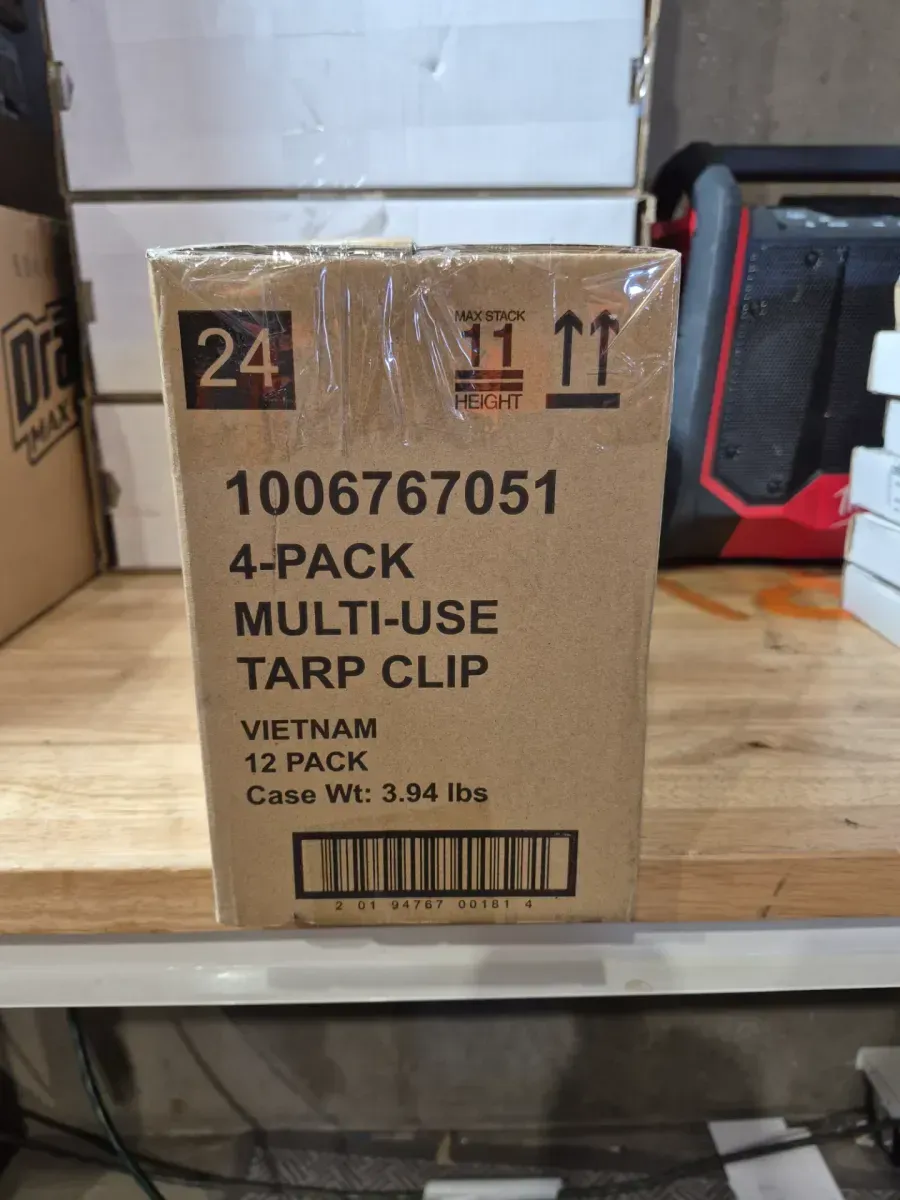 24
MAX STACK
11
HEIGHT
1006767051
4-PACK
MULTI-USE
TARP CLIP
VIETNAM
12 PACK
Case Wt: 3.94 lbs
2 01 94767 00181 4
MAX